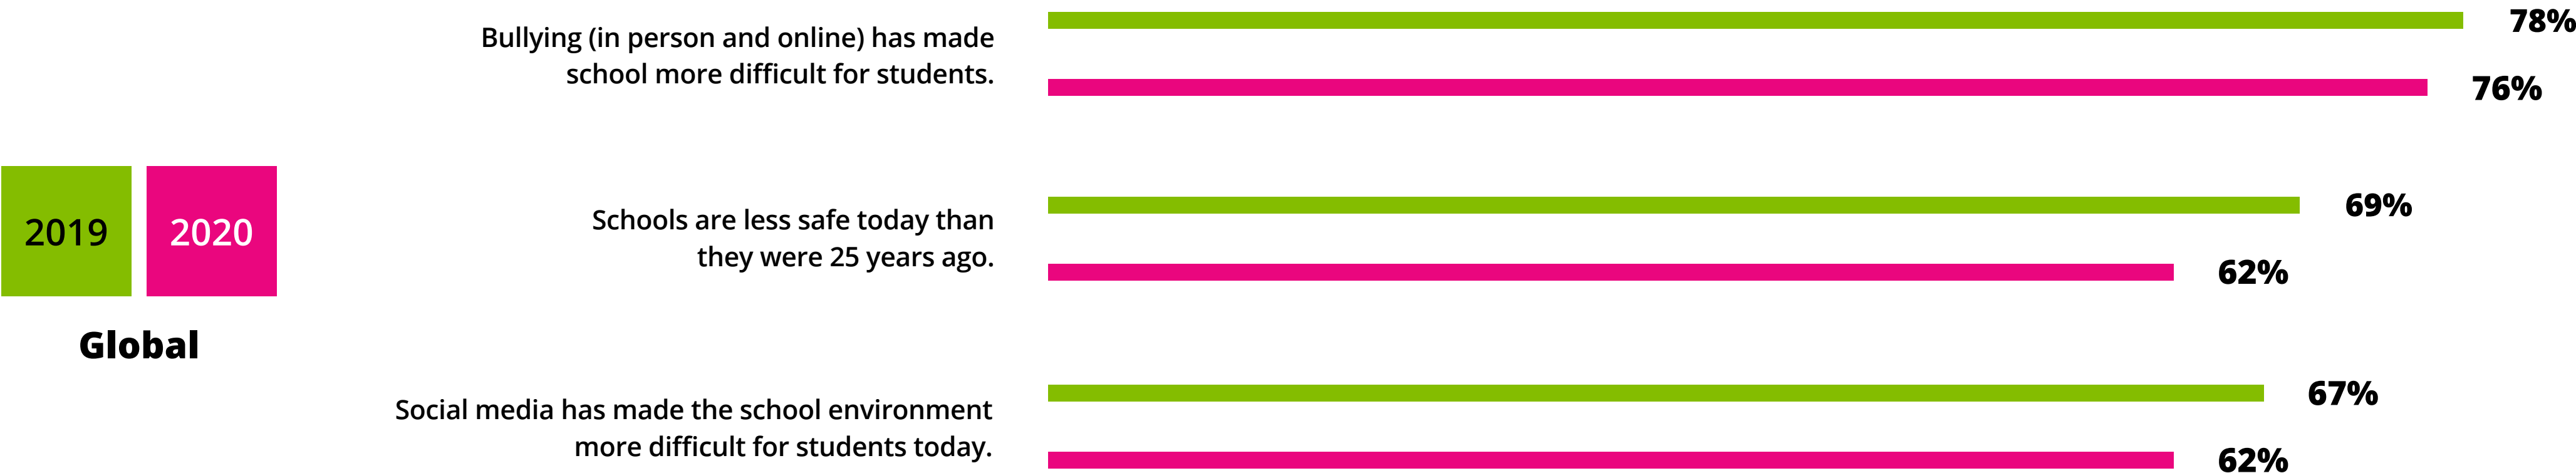 Bullying (in person and online) has made
school more difficult for students.
78%
76%
2019
2020
Global
Schools are less safe today than
they were 25 years ago.
69%
62%
Social media has made the school environment
more difficult for students today.
67%
62%